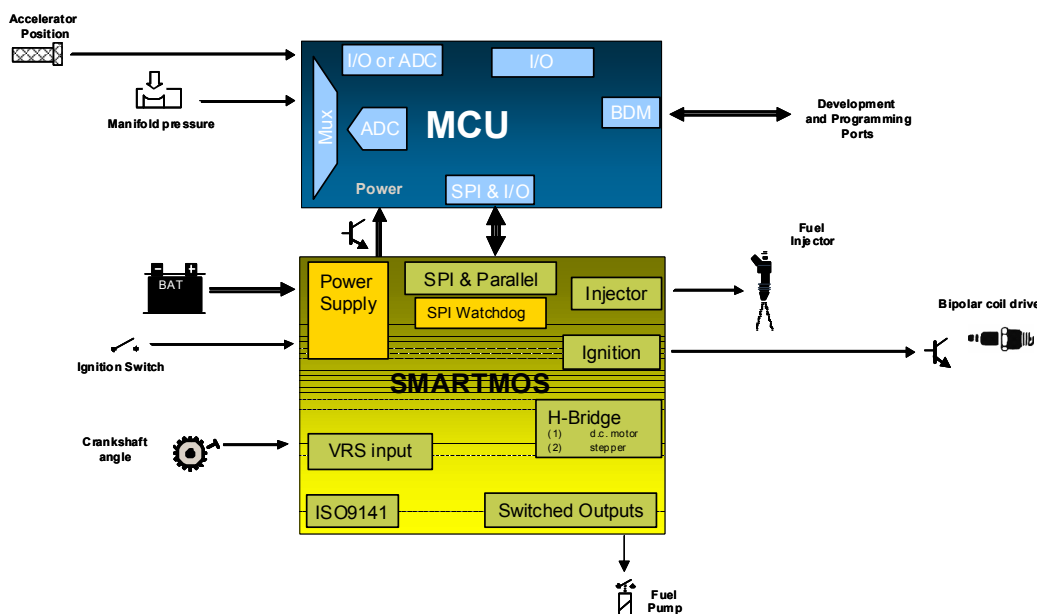 Accelerator
Position
I/O or ADC
I/O
Mux
ADC
MCU
BDM
Development
and Programming
Ports
Manifold pressure
Power
SPI & I/O
Fuel
Injector
BAT
Power
Supply
SPI & Parallel
SPI Watchdog
Injector
Bipolar coil drive
Ignition Switch
Ignition
SMARTMOS
H-Bridge
(1) d.c. motor
(2) stepper
Crankshaft
angle
VRS input
ISO9141
Switched Outputs
Fuel
Pump